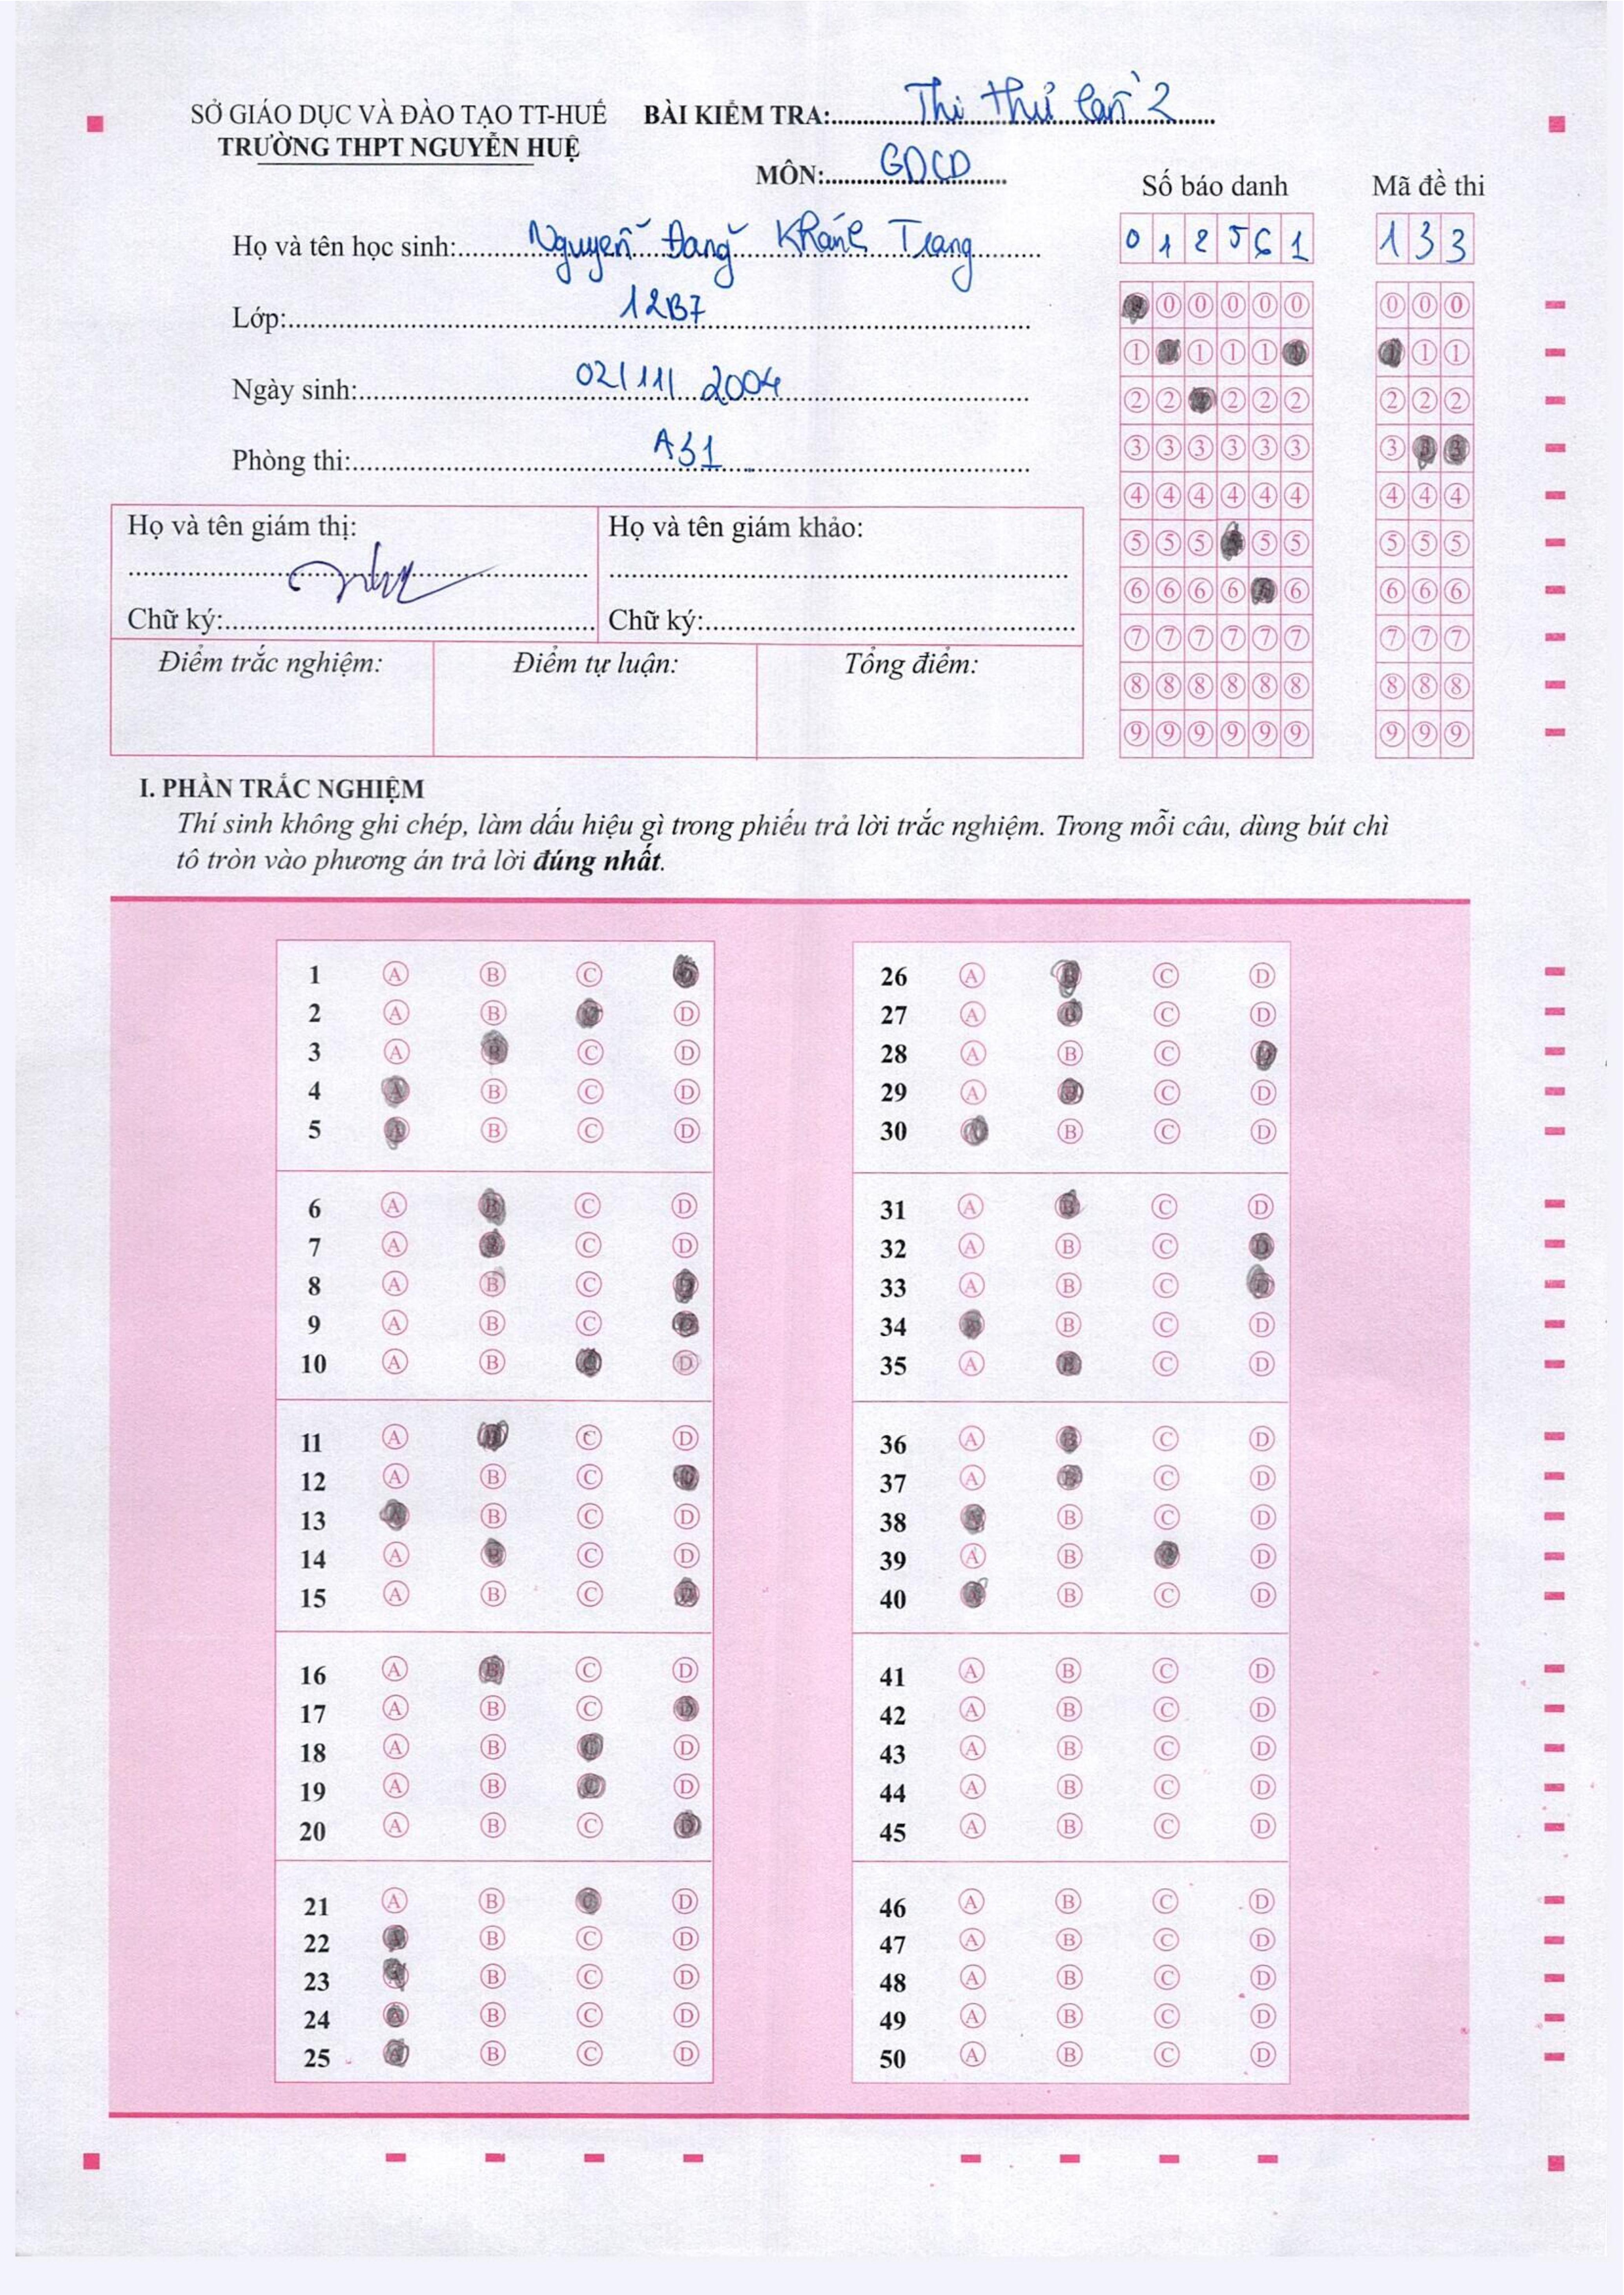 SỞ GIÁO DỤC VÀ ĐÀO TẠO TT-HUẾ BÀI KIỂM TRA: Thi thử lần 2
TRƯỜNG THPT NGUYỄN HUỆ
MÔN: GDCD
Số báo danh Mã đề thi
Họ và tên học sinh: Nguyễn Đang Khánh Trang
0 1 2 5 6 1 1 3 3
Lớp: 12B7
Ngày sinh: 02/11/2004
Phòng thi: A31
0 0 0 0 0 0 0 0
1 1 1 1 1 1
2 2 2 2 2 2 2 2
3 3 3 3 3 3 3
4 4 4 4 4 4 4 4 4
5 5 5 5 5 5 5 5
6 6 6 6 6 6 6 6
7 7 7 7 7 7 7 7 7
8 8 8 8 8 8 8 8 8
9 9 9 9 9 9 9 9 9
Họ và tên giám thị: Họ và tên giám khảo:
Chữ ký: Chữ ký:
Điểm trắc nghiệm: Điểm tự luận: Tổng điểm:
I. PHẦN TRẮC NGHIỆM
Thí sinh không ghi chép, làm dấu hiệu gì trong phiếu trả lời trắc nghiệm. Trong mỗi câu, dùng bút chì
tô tròn vào phương án trả lời đúng nhất.
1 A B C D 26 A B C D
2 A B C D 27 A B C D
3 A B C D 28 A B C D
4 A B C D 29 A B C D
5 A B C D 30 A B C D
6 A B C D 31 A B C D
7 A B C D 32 A B C D
8 A B C D 33 A B C D
9 A B C D 34 A B C D
10 A B C D 35 A B C D
11 A B C D 36 A B C D
12 A B C D 37 A B C D
13 A B C D 38 A B C D
14 A B C D 39 A B C D
15 A B C D 40 A B C D
16 A B C D 41 A B C D
17 A B C D 42 A B C D
18 A B C D 43 A B C D
19 A B C D 44 A B C D
20 A B C D 45 A B C D
21 A B C D 46 A B C D
22 A B C D 47 A B C D
23 A B C D 48 A B C D
24 A B C D 49 A B C D
25 A B C D 50 A B C D